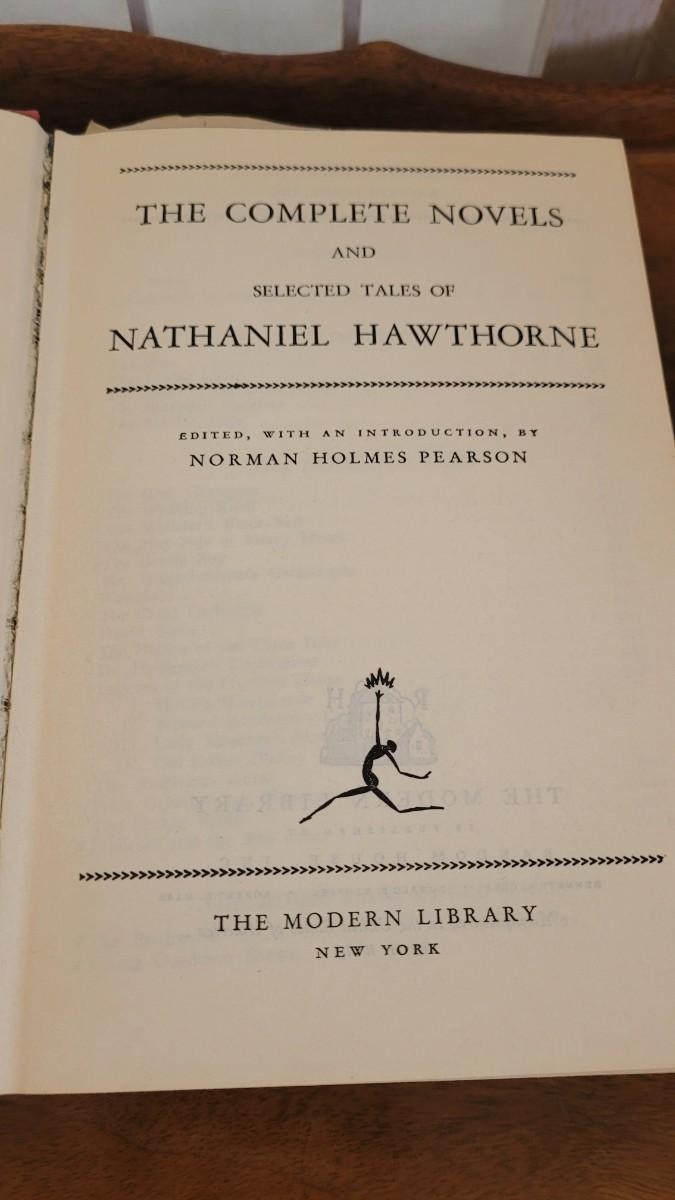 THE COMPLETE NOVELS
AND
SELECTED TALES OF
NATHANIEL HAWTHORNE
EDITED, WITH AN INTRODUCTION, BY
NORMAN HOLMES PEARSON
THE MODERN LIBRARY
NEW YORK